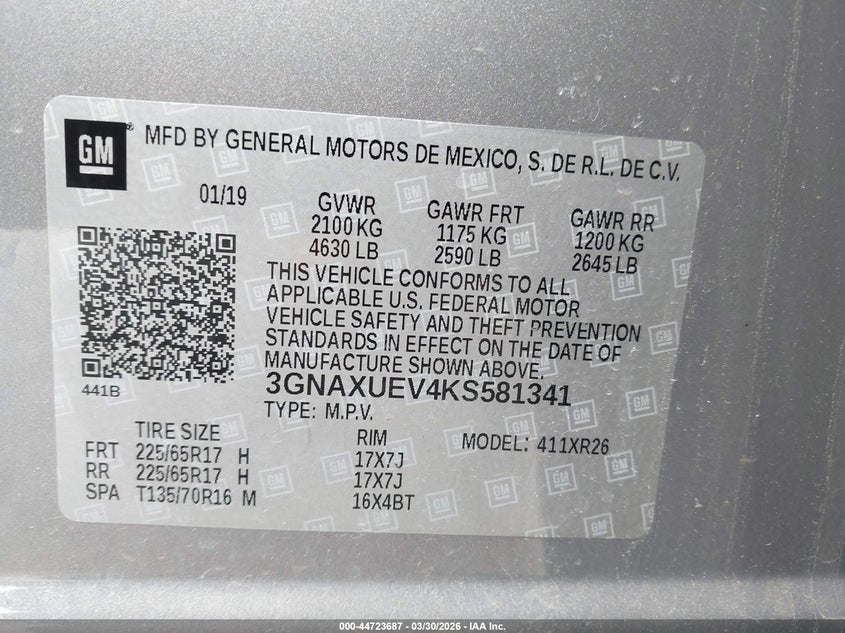 GM MFD BY GENERAL MOTORS DE MEXICO, S. DE R.L. DE C.V.
01/19
GVWR GAWR FRT GAWR RR
2100 KG 1175 KG 1200 KG
4630 LB 2590 LB 2645 LB
THIS VEHICLE CONFORMS TO ALL
APPLICABLE U.S. FEDERAL MOTOR
VEHICLE SAFETY AND THEFT PREVENTION
STANDARDS IN EFFECT ON THE DATE OF
MANUFACTURE SHOWN ABOVE.
441B
3GNAXUEV4KS581341
TYPE: M.P.V.
TIRE SIZE RIM MODEL: 411XR26
FRT 225/65R17 H 17X7J
RR 225/65R17 H 17X7J
SPA T135/70R16 M 16X4BT
000-44723687 - 03/30/2026 - IAA Inc.